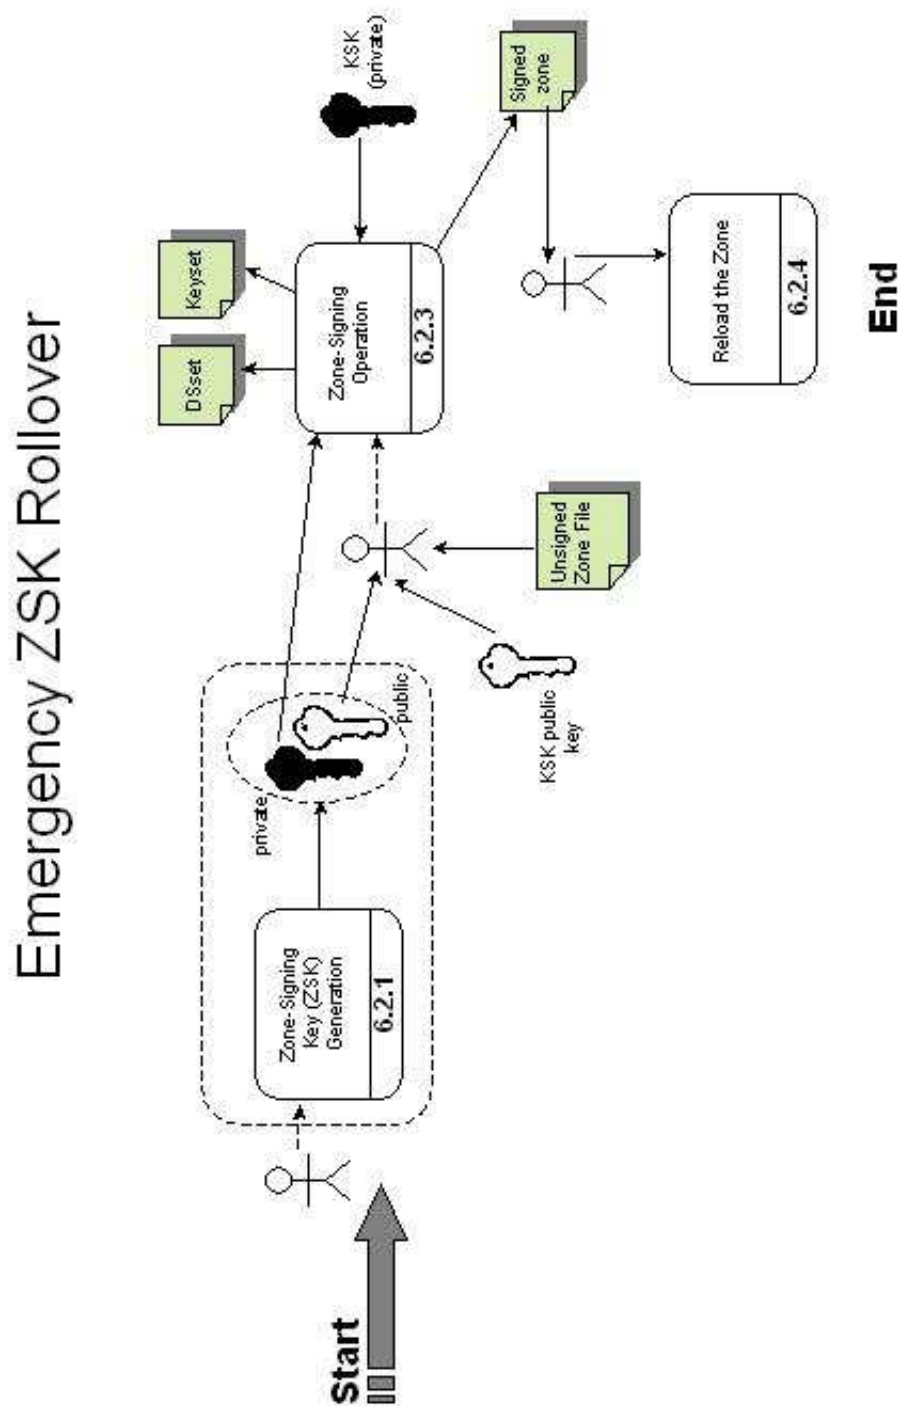 Emergency ZSK Rollover
Start
Zone-Signing
Key (ZSK)
Generation
6.2.1
private
public
KSK public
key
Unsigned
Zone File
DSset
Keyset
Zone-Signing
Operation
6.2.3
KSK
(private)
Signed
zone
Reload the Zone
6.2.4
End